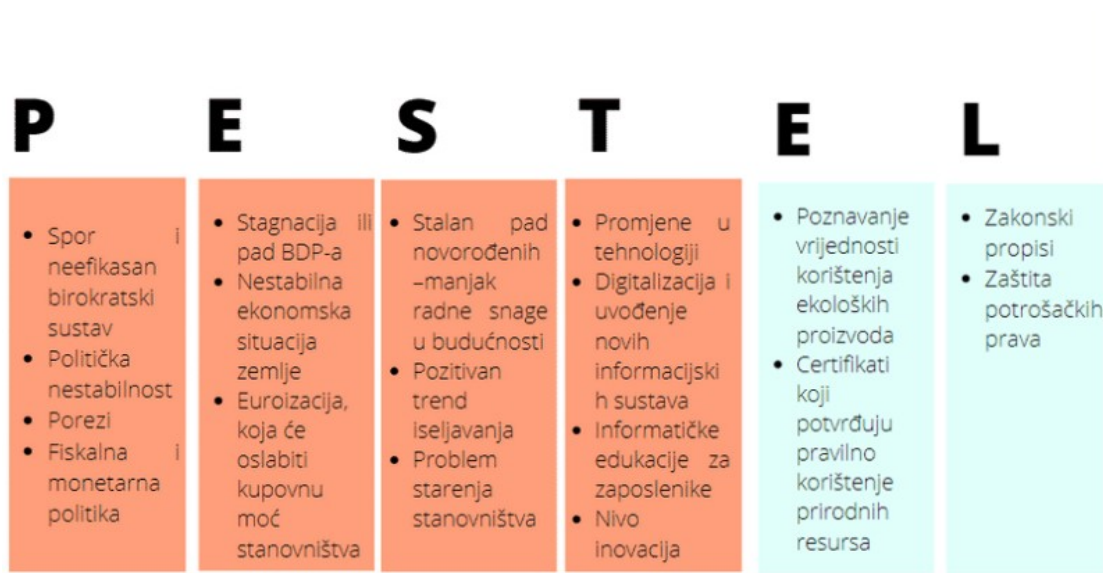 P
E
S
T
E
L
• Spor i
neefikasan
birokratski
sustav
• Politička
nestabilnost
• Porezi
• Fiskalna i
monetarna
politika
• Stagnacija ili
pad BDP-a
• Nestabilna
ekonomska
situacija
zemlje
• Euroizacija,
koja će
oslabiti
kupovnu
moć
stanovništva
• Stalan pad
novorođenih
–manjak
radne snage
u budućnosti
• Pozitivan
trend
iseljavanja
• Problem
starenja
stanovništva
• Promjene u
tehnologiji
• Digitalizacija i
uvođenje
novih
informacijski
h sustava
• Informatičke
edukacije za
zaposlenike
• Nivo
inovacija
• Poznavanje
vrijednosti
korištenja
ekoloških
proizvoda
• Certifikati
koji
potvrđuju
pravilno
korištenje
prirodnih
resursa
• Zakonski
propisi
• Zaštita
potrošačkih
prava